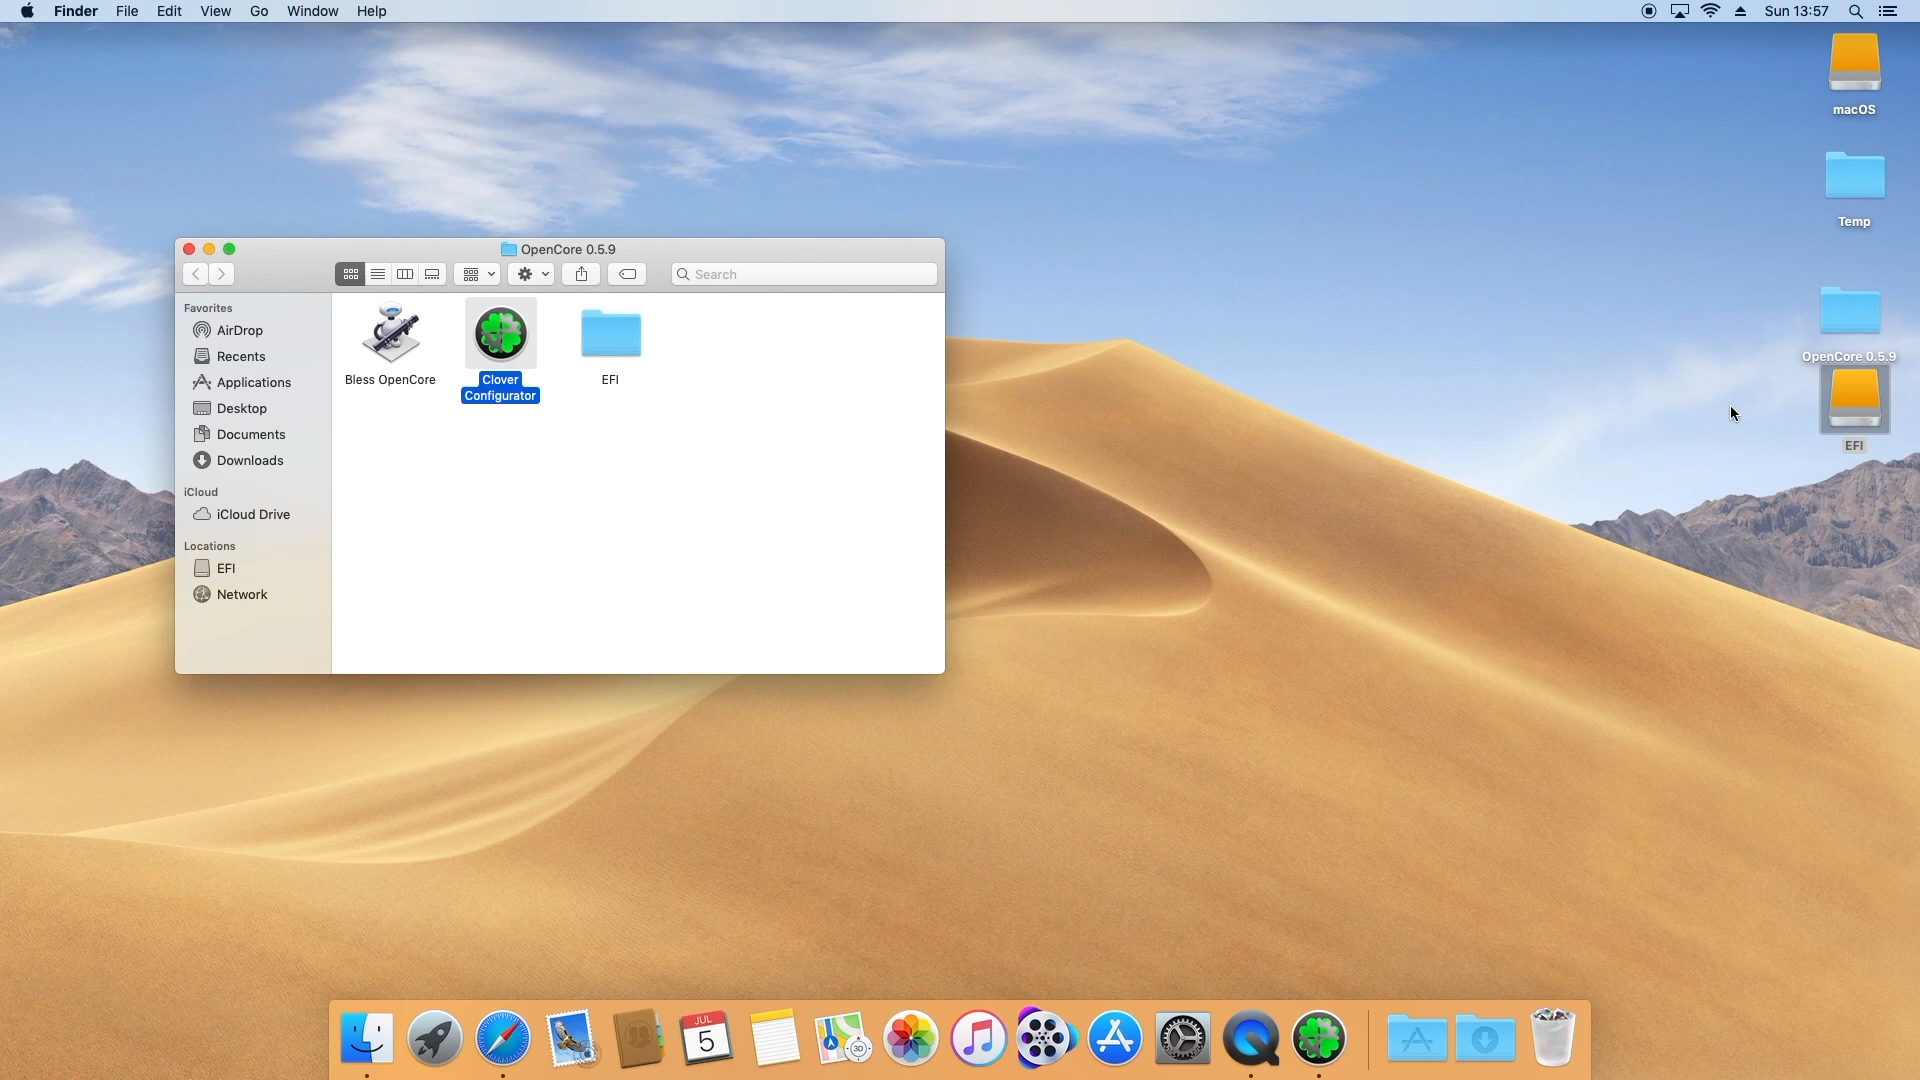 Finder File Edit View Go Window Help
Sun 13:57
macOS
Temp
OpenCore 0.5.9
EFI
OpenCore 0.5.9
Search
Favorites
AirDrop
Recents
Applications
Desktop
Documents
Downloads
iCloud
iCloud Drive
Locations
EFI
Network
Bless OpenCore
Clover
Configurator
EFI
JUL
5
3D